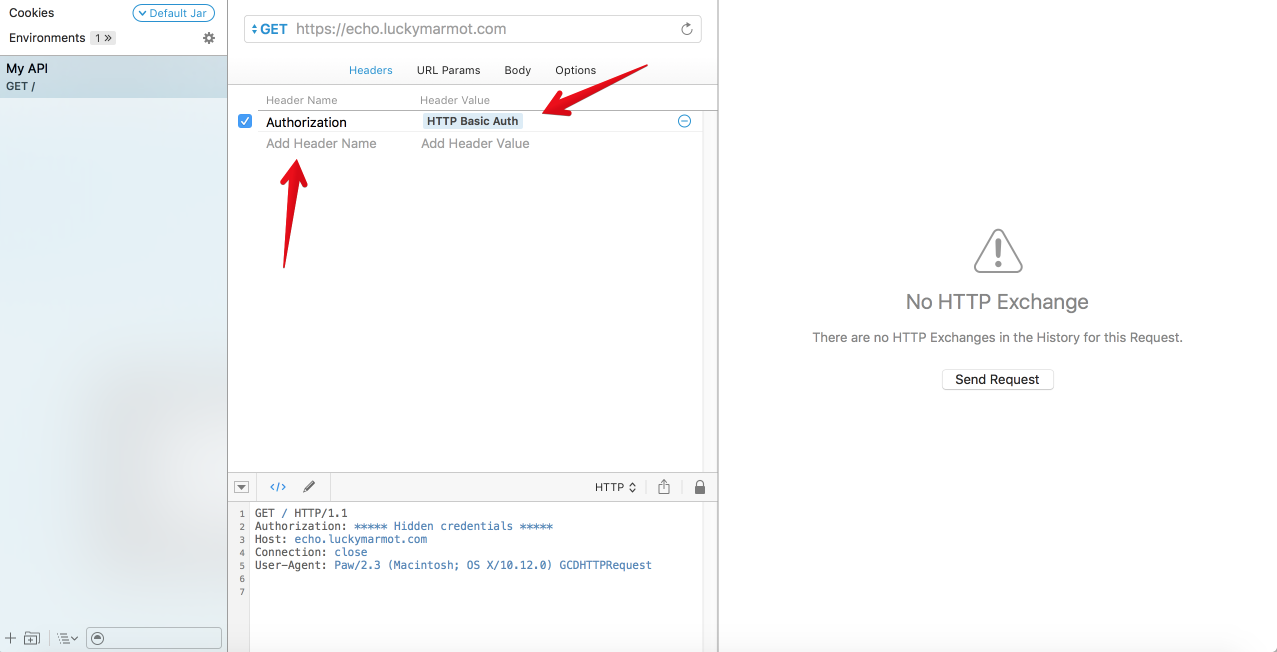 Cookies
Default Jar
Environments 1 »
My API
GET /
GET https://echo.luckymarmot.com
Headers URL Params Body Options
Header Name Header Value
Authorization HTTP Basic Auth
Add Header Name Add Header Value
</> HTTP
1 GET / HTTP/1.1
2 Authorization: ***** Hidden credentials *****
3 Host: echo.luckymarmot.com
4 Connection: close
5 User-Agent: Paw/2.3 (Macintosh; OS X/10.12.0) GCDHTTPRequest
6
7
No HTTP Exchange
There are no HTTP Exchanges in the History for this Request.
Send Request